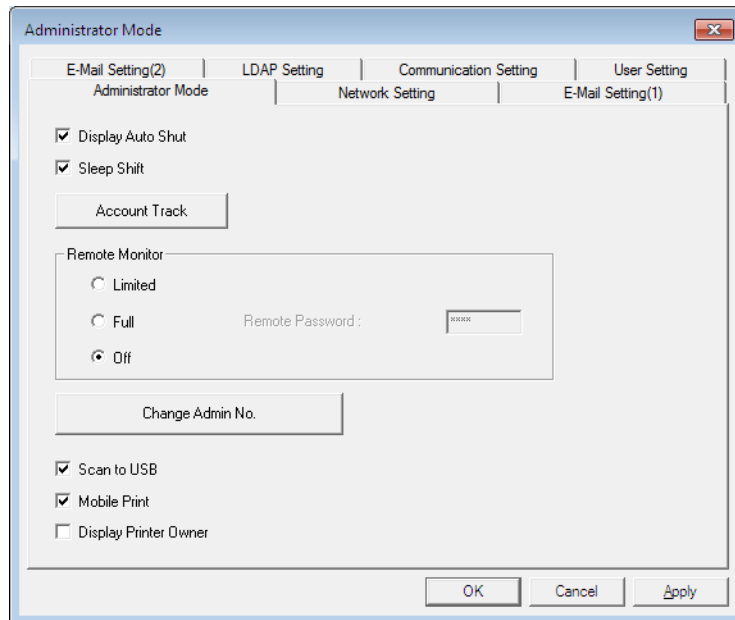 Administrator Mode
E-Mail Setting(2) LDAP Setting Communication Setting User Setting
Administrator Mode Network Setting E-Mail Setting(1)
Display Auto Shut
Sleep Shift
Account Track
Remote Monitor
Limited
Full Remote Password : ****
Off
Change Admin No.
Scan to USB
Mobile Print
Display Printer Owner
OK Cancel Apply